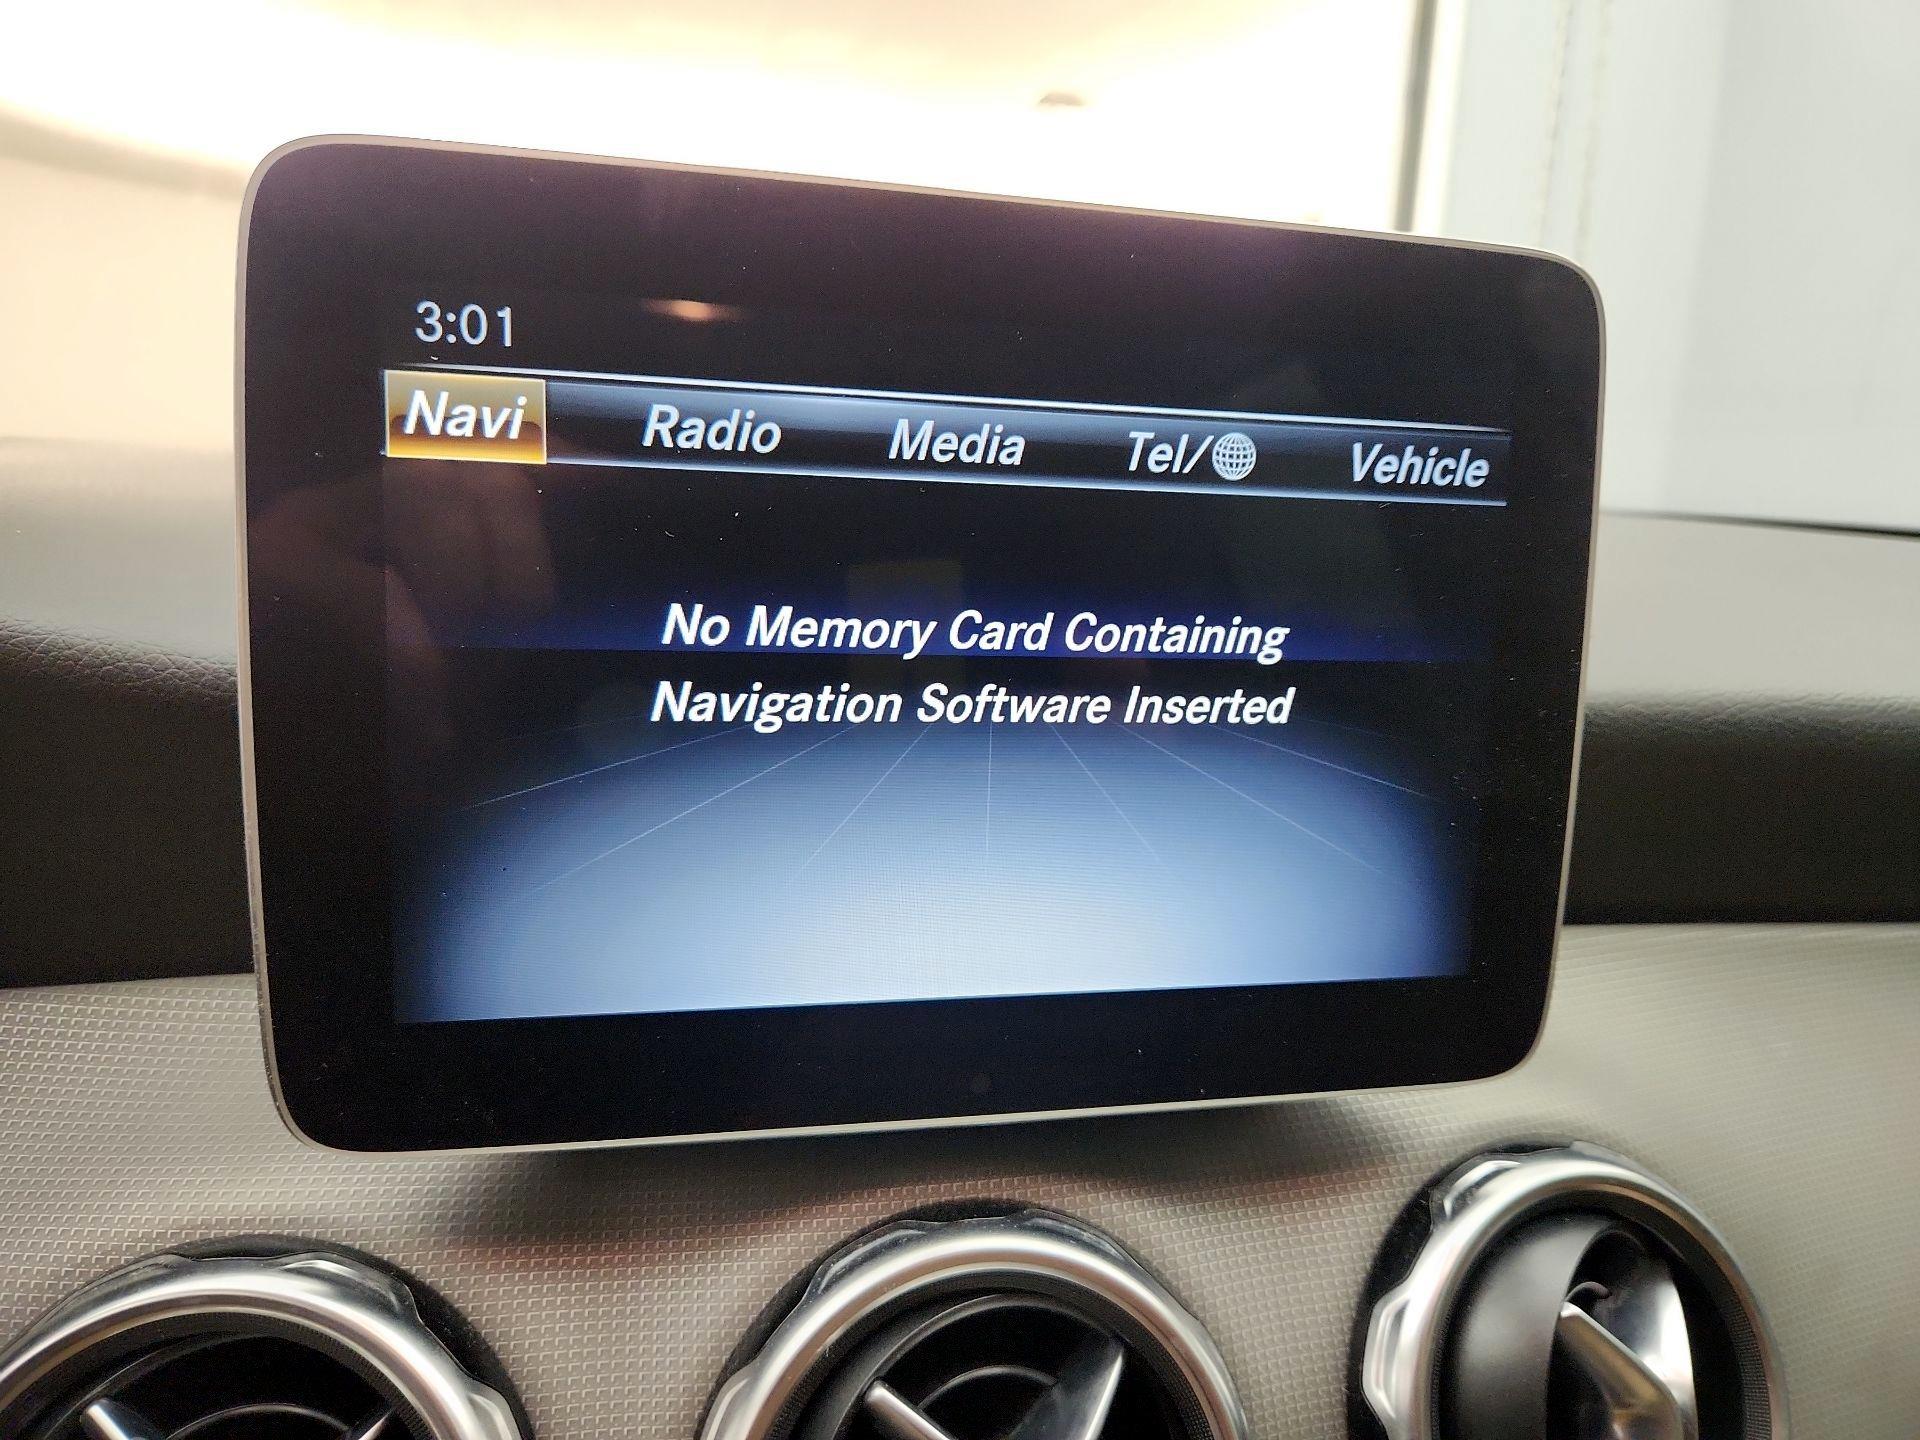 3:01
Navi Radio Media Tel/ Vehicle
No Memory Card Containing
Navigation Software Inserted